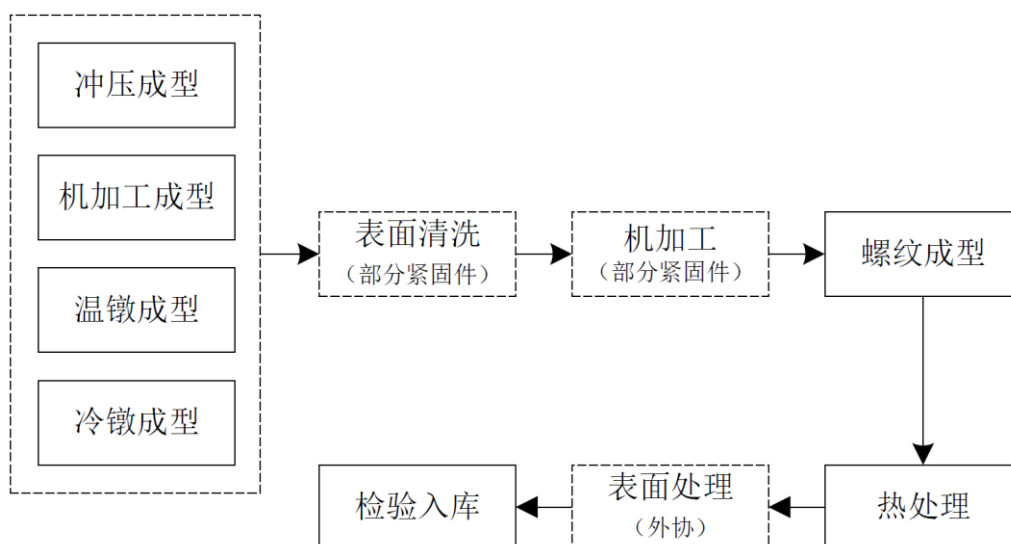 冲压成型
机加工成型
温镦成型
冷镦成型
表面清洗
（部分紧固件）
机加工
（部分紧固件）
螺纹成型
热处理
表面处理
（外协）
检验入库